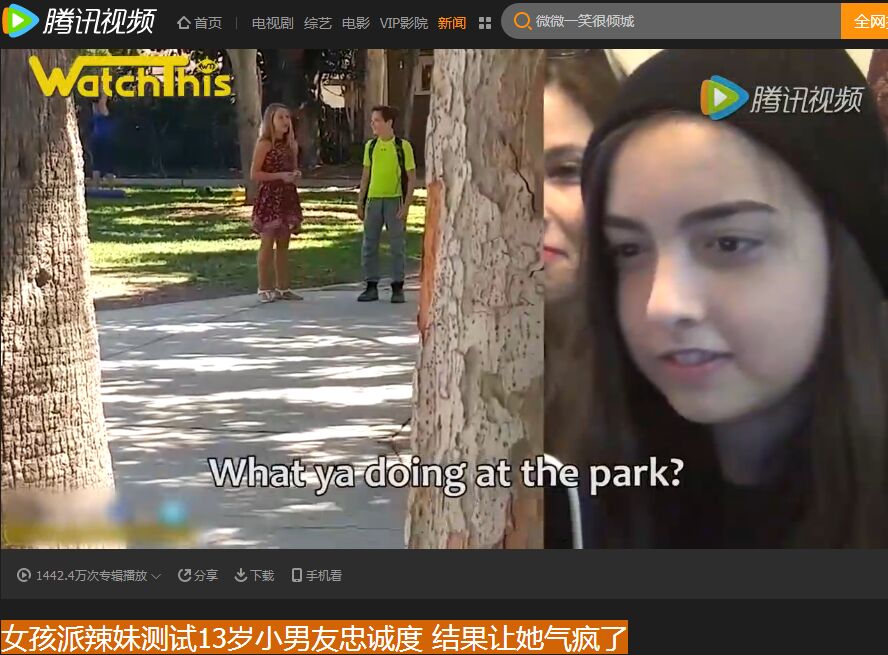 腾讯视频 首页 电视剧 综艺 电影 VIP影院 新闻 微微一笑很倾城 全网
WatchThis
WT
腾讯视频
What ya doing at the park?
1442.4万次专辑播放 分享 下载 手机看
女孩派辣妹测试13岁小男友忠诚度 结果让她气疯了